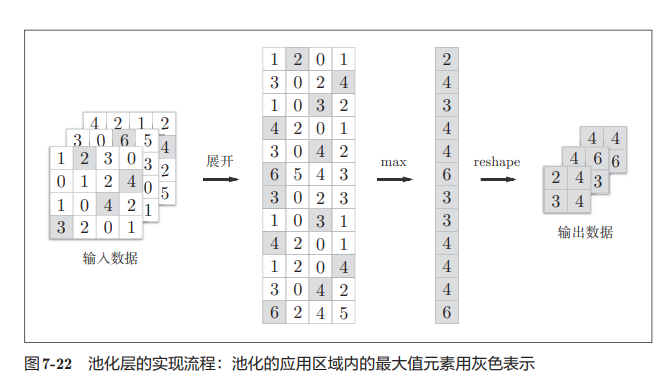 4 2 1 2
3 0 6 5 4
1 2 3 0 3 2
0 1 2 4 0 5
1 0 4 2 1
3 2 0 1
输入数据
展开
1 2 0 1
3 0 2 4
1 0 3 2
4 2 0 1
3 0 4 2
6 5 4 3
3 0 2 3
1 0 3 1
4 2 0 1
1 2 0 4
3 0 4 2
6 2 4 5
max
2
4
3
4
4
6
3
3
4
4
4
6
reshape
4 4
4 6 6
2 4 3
3 4
输出数据
图7-22 池化层的实现流程：池化的应用区域内的最大值元素用灰色表示